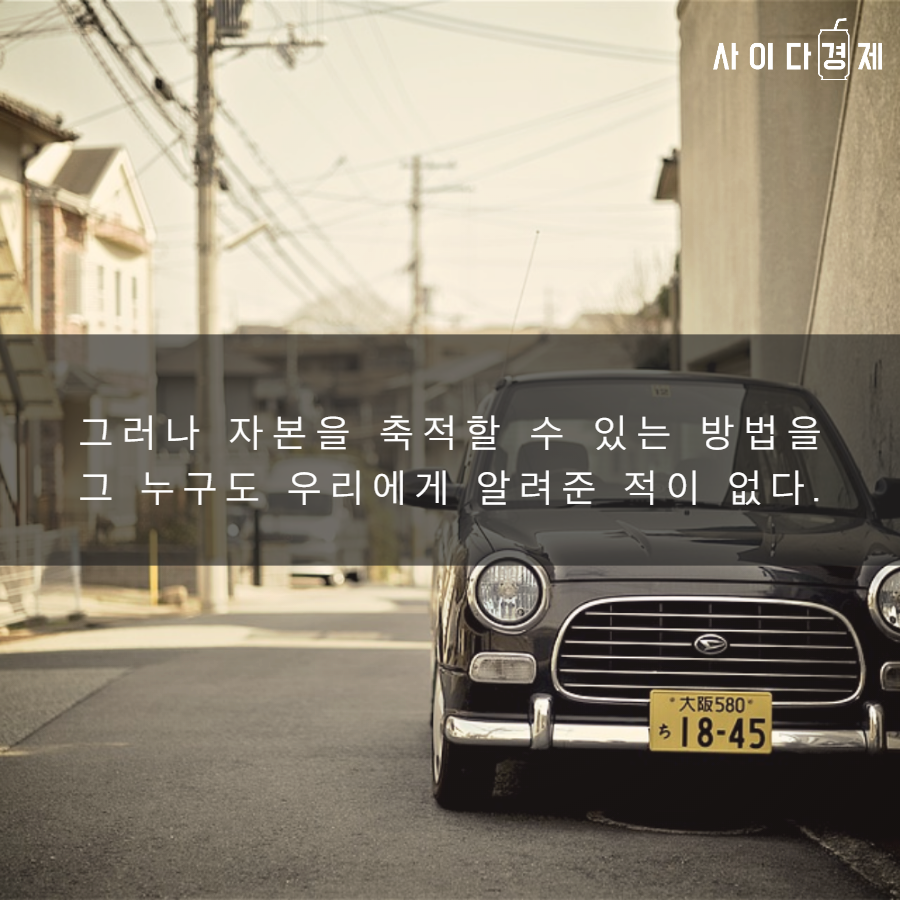 사이다경제
그러나 자본을 축적할 수 있는 방법을
그 누구도 우리에게 알려준 적이 없다.
大阪580
ち 18-45